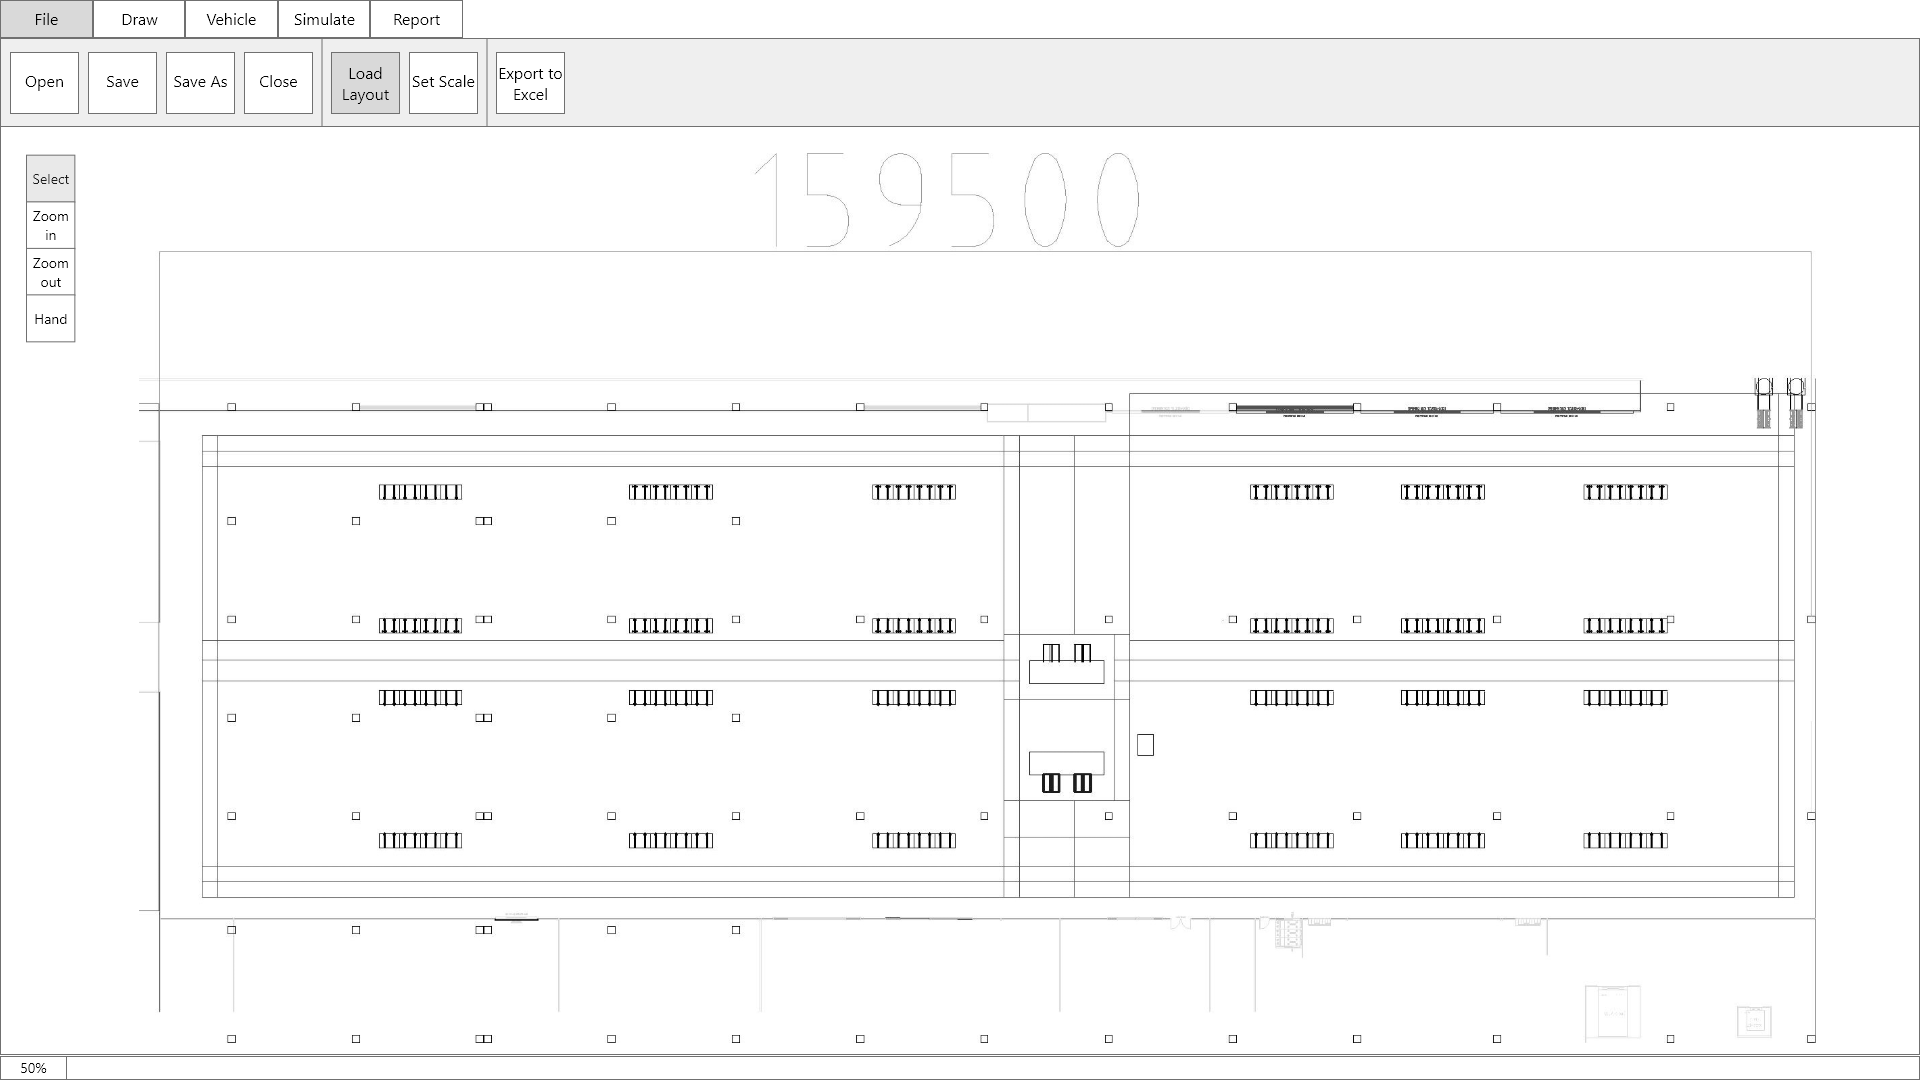 File Draw Vehicle Simulate Report
Open Save Save As Close Load Layout Set Scale Export to Excel
159500
Select
Zoom in
Zoom out
Hand
50%